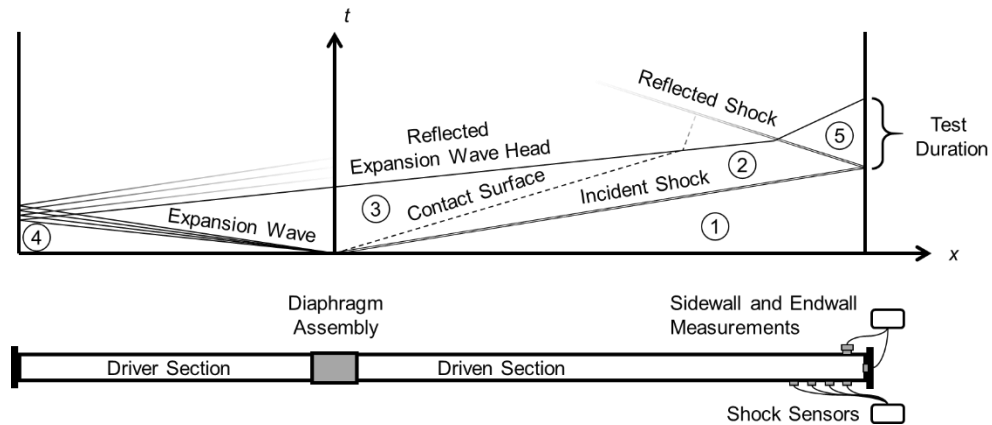 t
Reflected Shock
Reflected
Expansion Wave Head
5
Test
Duration
2
Contact Surface
Incident Shock
3
Expansion Wave
4
1
x
Diaphragm
Assembly
Sidewall and Endwall
Measurements
Driver Section
Driven Section
Shock Sensors